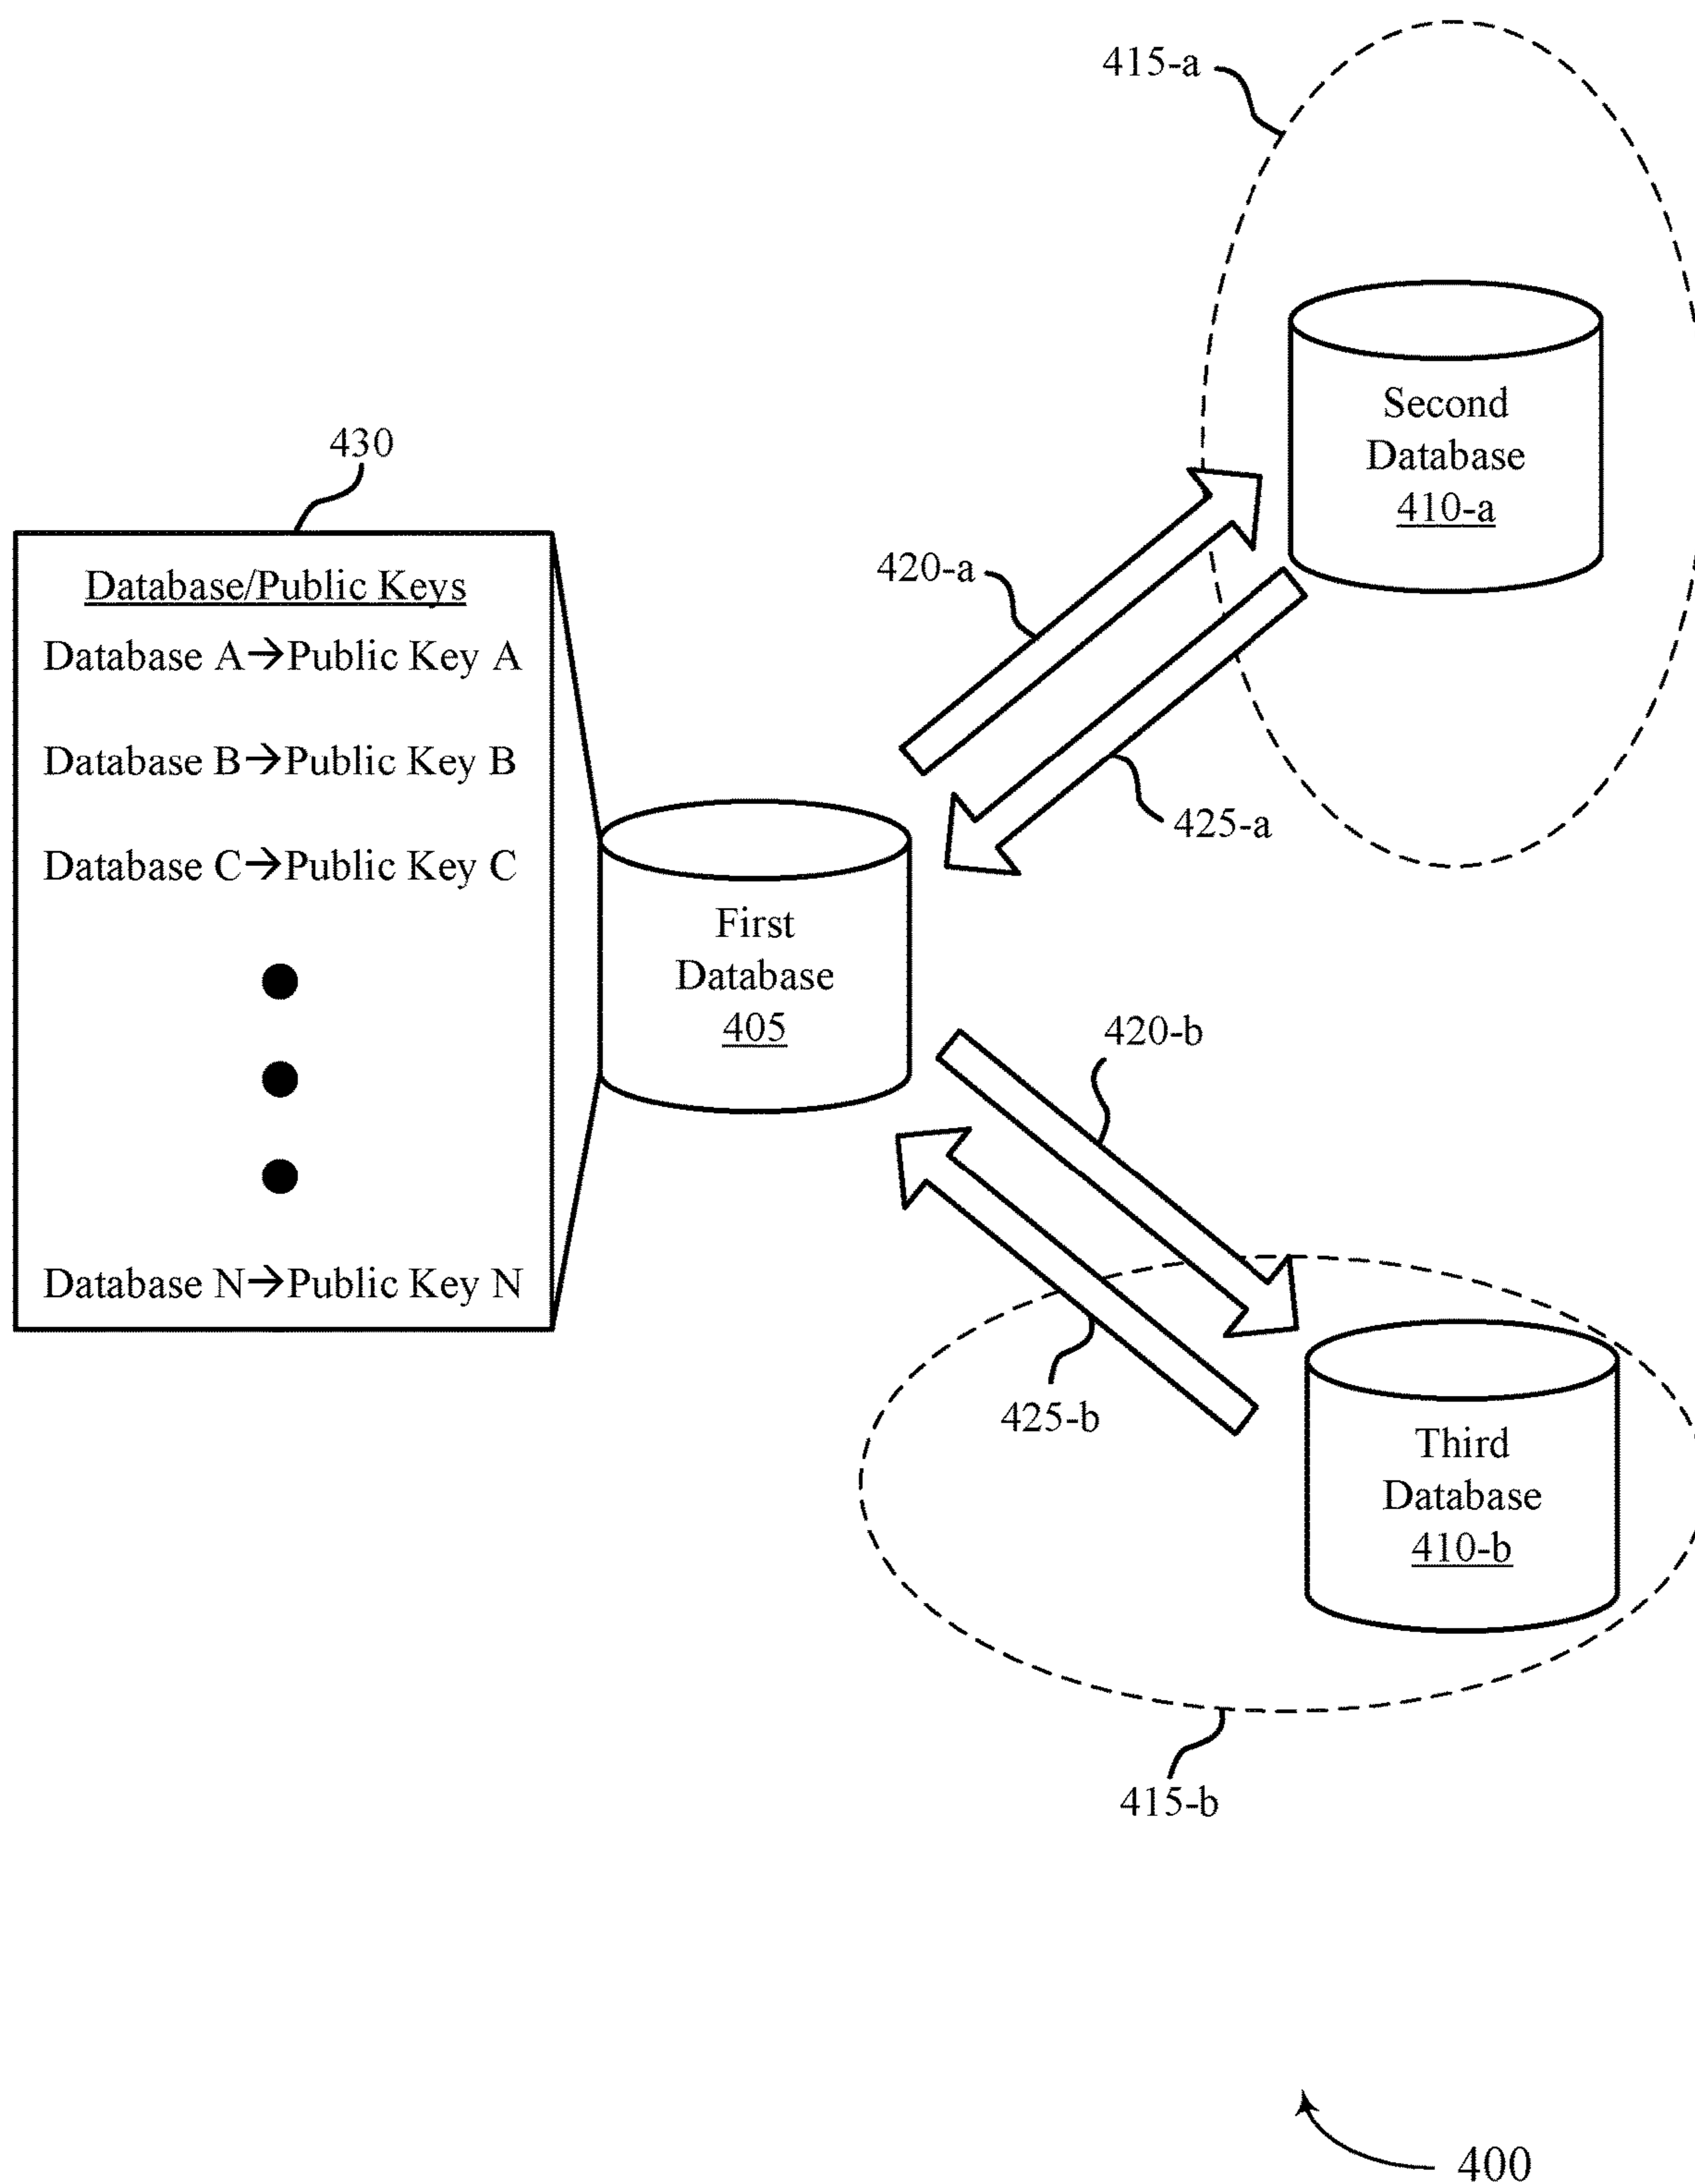 415-a
Second
Database
410-a
430
420-a
Database/Public Keys
Database A→Public Key A
Database B→Public Key B
425-a
Database C→Public Key C
First
Database
405
420-b
Database N→Public Key N
425-b
Third
Database
410-b
415-b
400